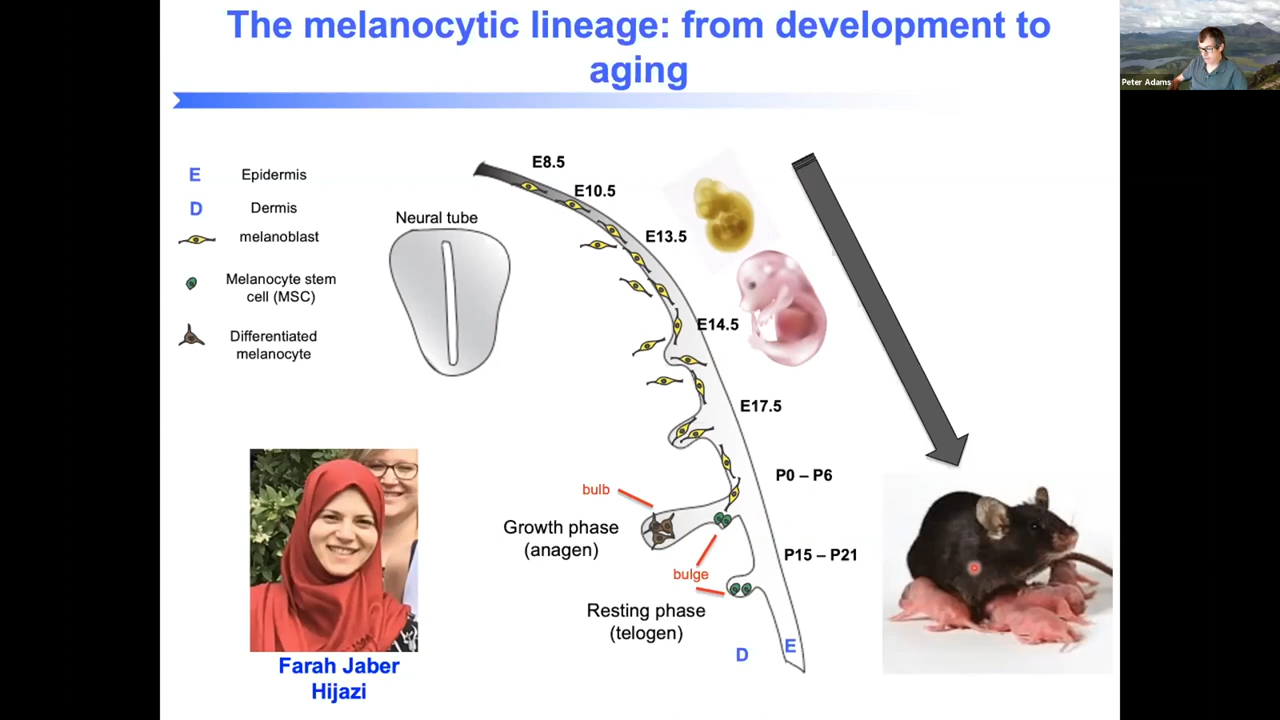 The melanocytic lineage: from development to
aging
Peter Adams
E Epidermis
D Dermis
melanoblast
Melanocyte stem
cell (MSC)
Differentiated
melanocyte
Neural tube
E8.5
E10.5
E13.5
E14.5
E17.5
P0 – P6
P15 – P21
bulb
Growth phase
(anagen)
bulge
Resting phase
(telogen)
D
E
Farah Jaber
Hijazi